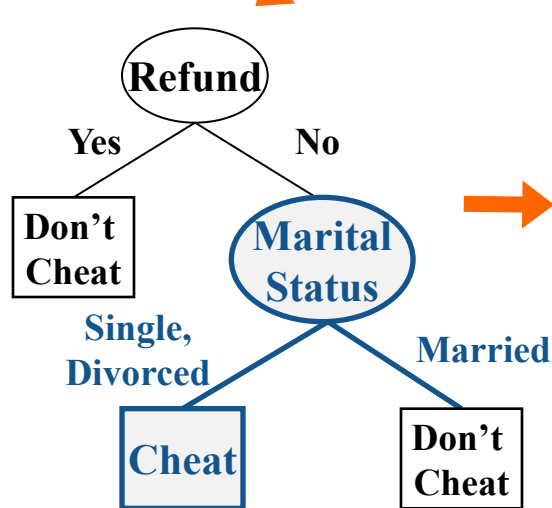 Refund
Yes
No
Don’t
Cheat
Marital
Status
Single,
Divorced
Married
Cheat
Don’t
Cheat